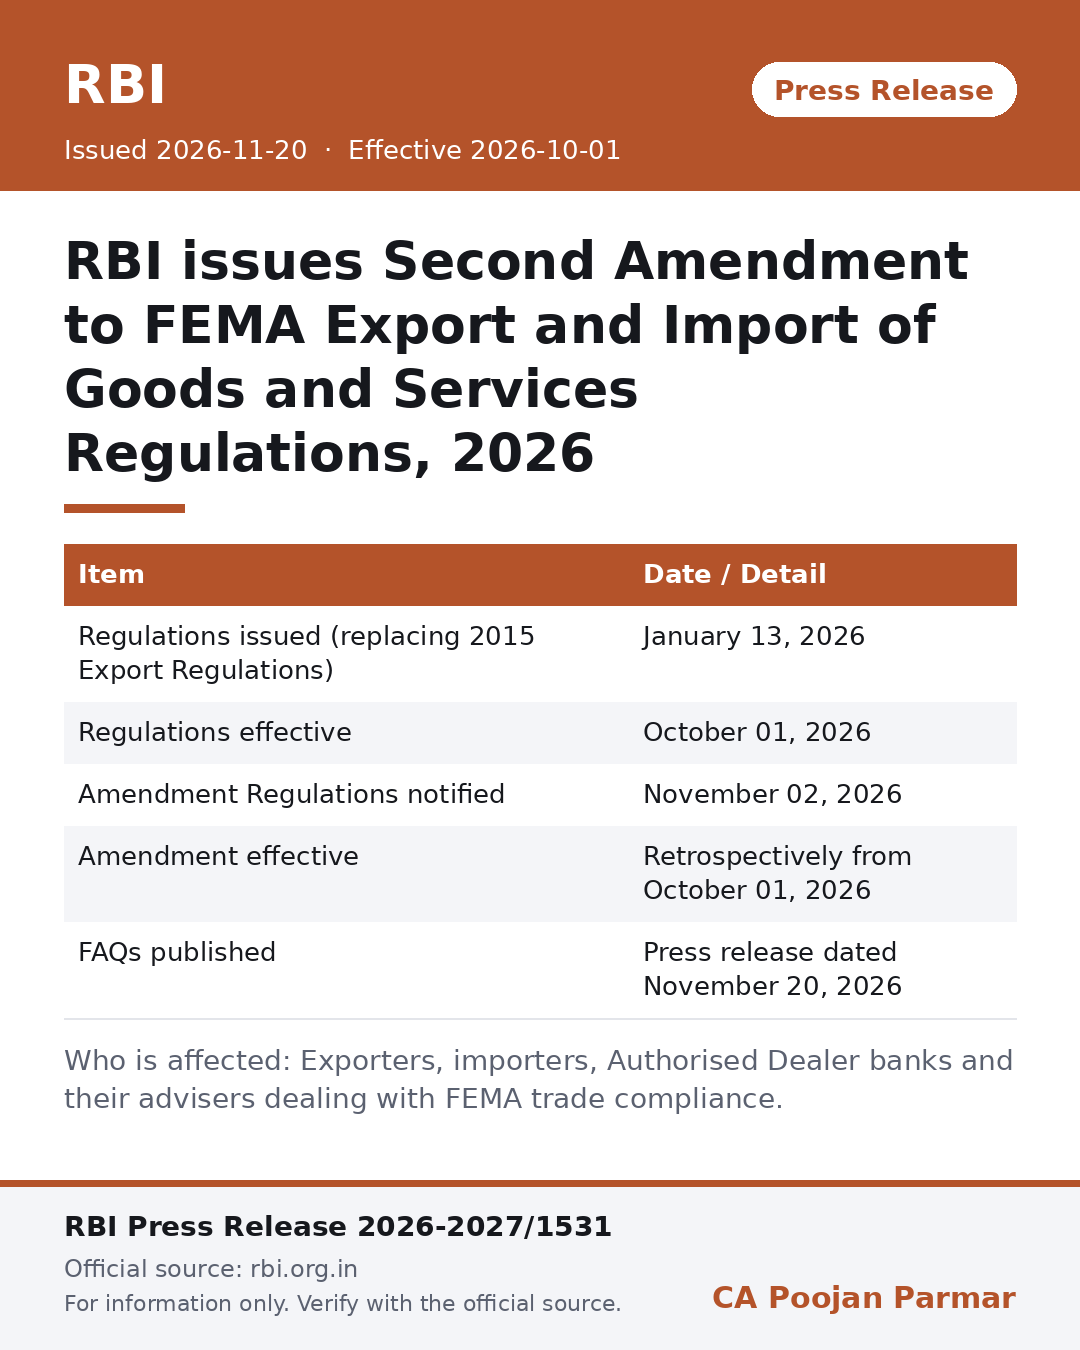 RBI
Press Release
Issued 2026-11-20 · Effective 2026-10-01
RBI issues Second Amendment
to FEMA Export and Import of
Goods and Services
Regulations, 2026
Item
Date / Detail
Regulations issued (replacing 2015
Export Regulations)
January 13, 2026
Regulations effective
October 01, 2026
Amendment Regulations notified
November 02, 2026
Amendment effective
Retrospectively from
October 01, 2026
FAQs published
Press release dated
November 20, 2026
Who is affected: Exporters, importers, Authorised Dealer banks and
their advisers dealing with FEMA trade compliance.
RBI Press Release 2026-2027/1531
Official source: rbi.org.in
For information only. Verify with the official source.
CA Poojan Parmar